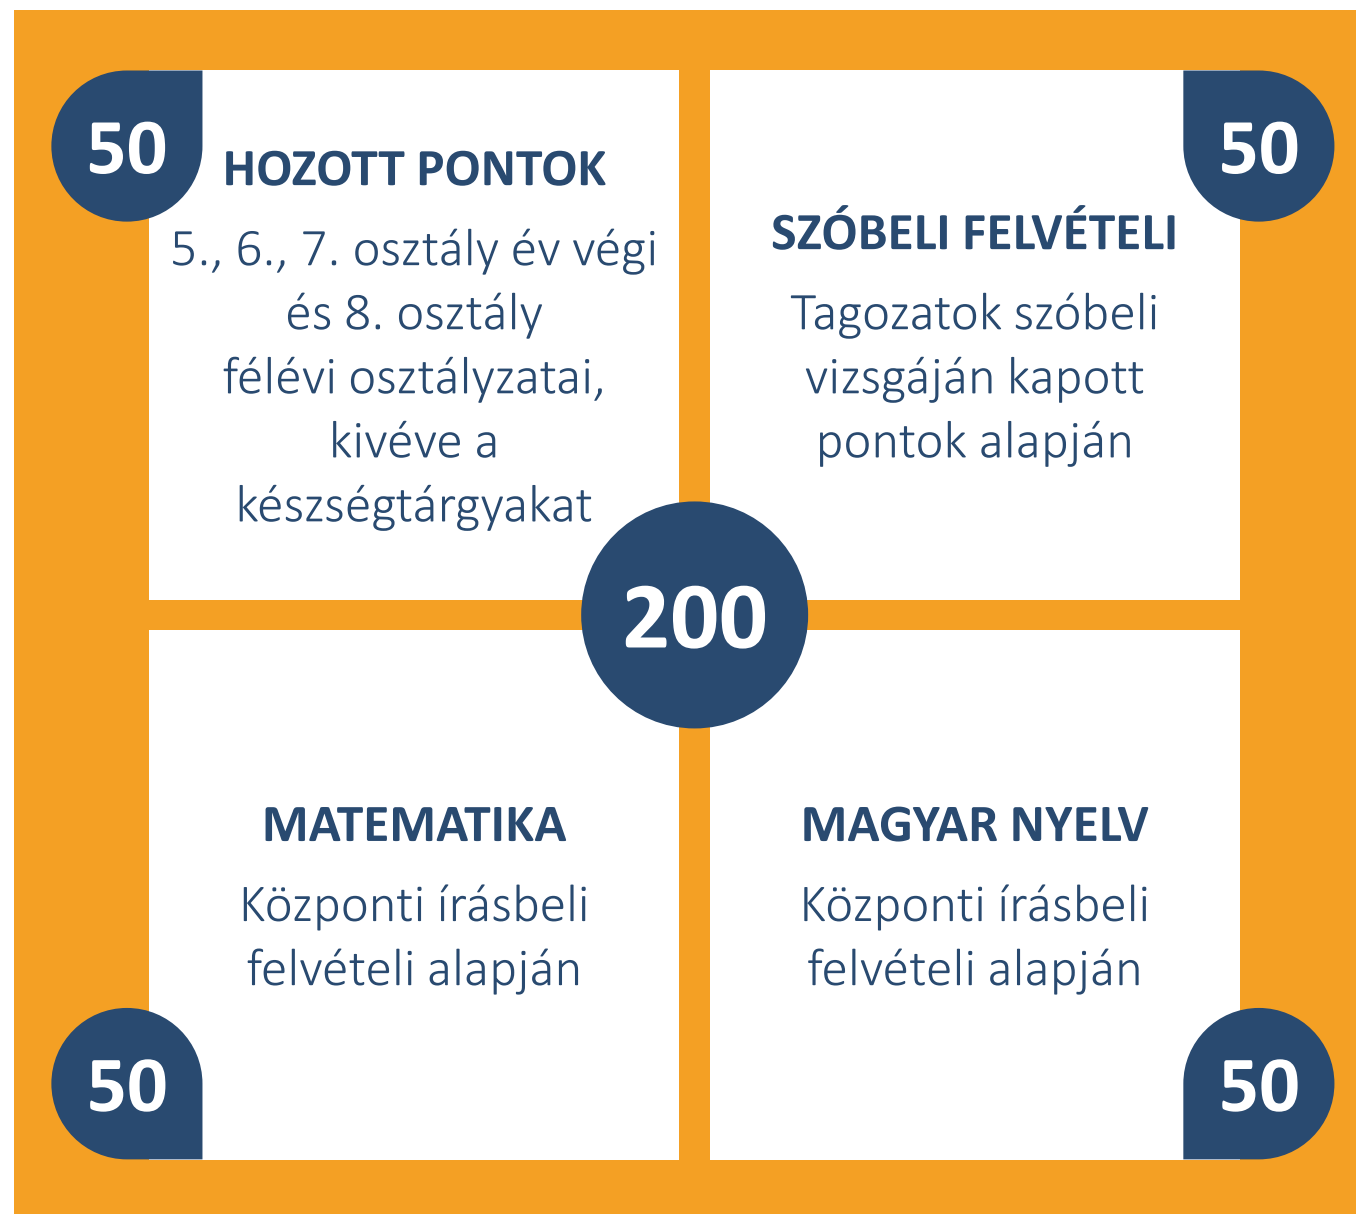 50
HOZOTT PONTOK
5., 6., 7. osztály év végi
és 8. osztály
félévi osztályzatai,
kivéve a
készségtárgyakat
50
SZÓBELI FELVÉTELI
Tagozatok szóbeli
vizsgáján kapott
pontok alapján
200
MATEMATIKA
Központi írásbeli
felvételi alapján
50
MAGYAR NYELV
Központi írásbeli
felvételi alapján
50